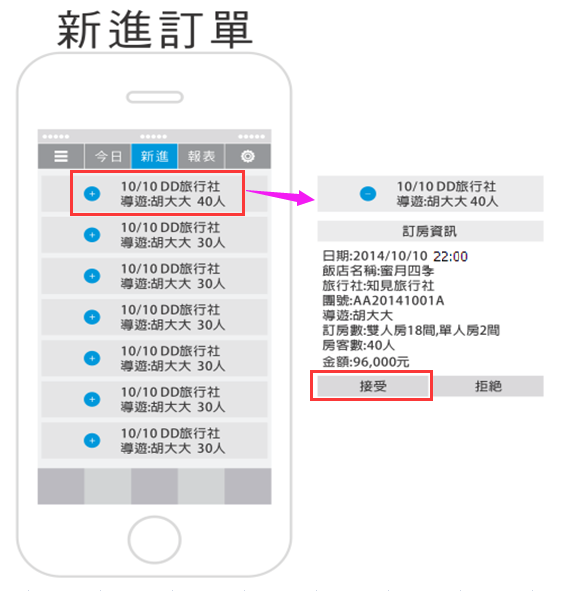 新進訂單
今日 新進 報表
10/10 DD旅行社
導遊:胡大大 40人
10/10 DD旅行社
導遊:胡大大 30人
10/10 DD旅行社
導遊:胡大大 30人
10/10 DD旅行社
導遊:胡大大 30人
10/10 DD旅行社
導遊:胡大大 30人
10/10 DD旅行社
導遊:胡大大 30人
10/10 DD旅行社
導遊:胡大大 30人
10/10 DD旅行社
導遊:胡大大 40人
訂房資訊
日期:2014/10/10 22:00
飯店名稱:蜜月四季
旅行社:知見旅行社
團號:AA20141001A
導遊:胡大大
訂房數:雙人房18間,單人房2間
房客數:40人
金額:96,000元
接受 拒絕